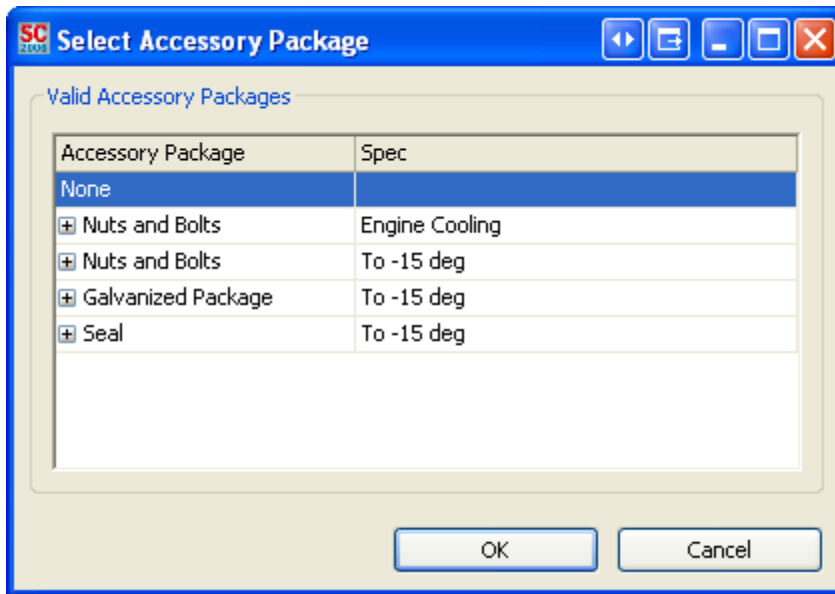 SC 2008 Select Accessory Package
Valid Accessory Packages
Accessory Package Spec
None
Nuts and Bolts Engine Cooling
Nuts and Bolts To -15 deg
Galvanized Package To -15 deg
Seal To -15 deg
OK Cancel